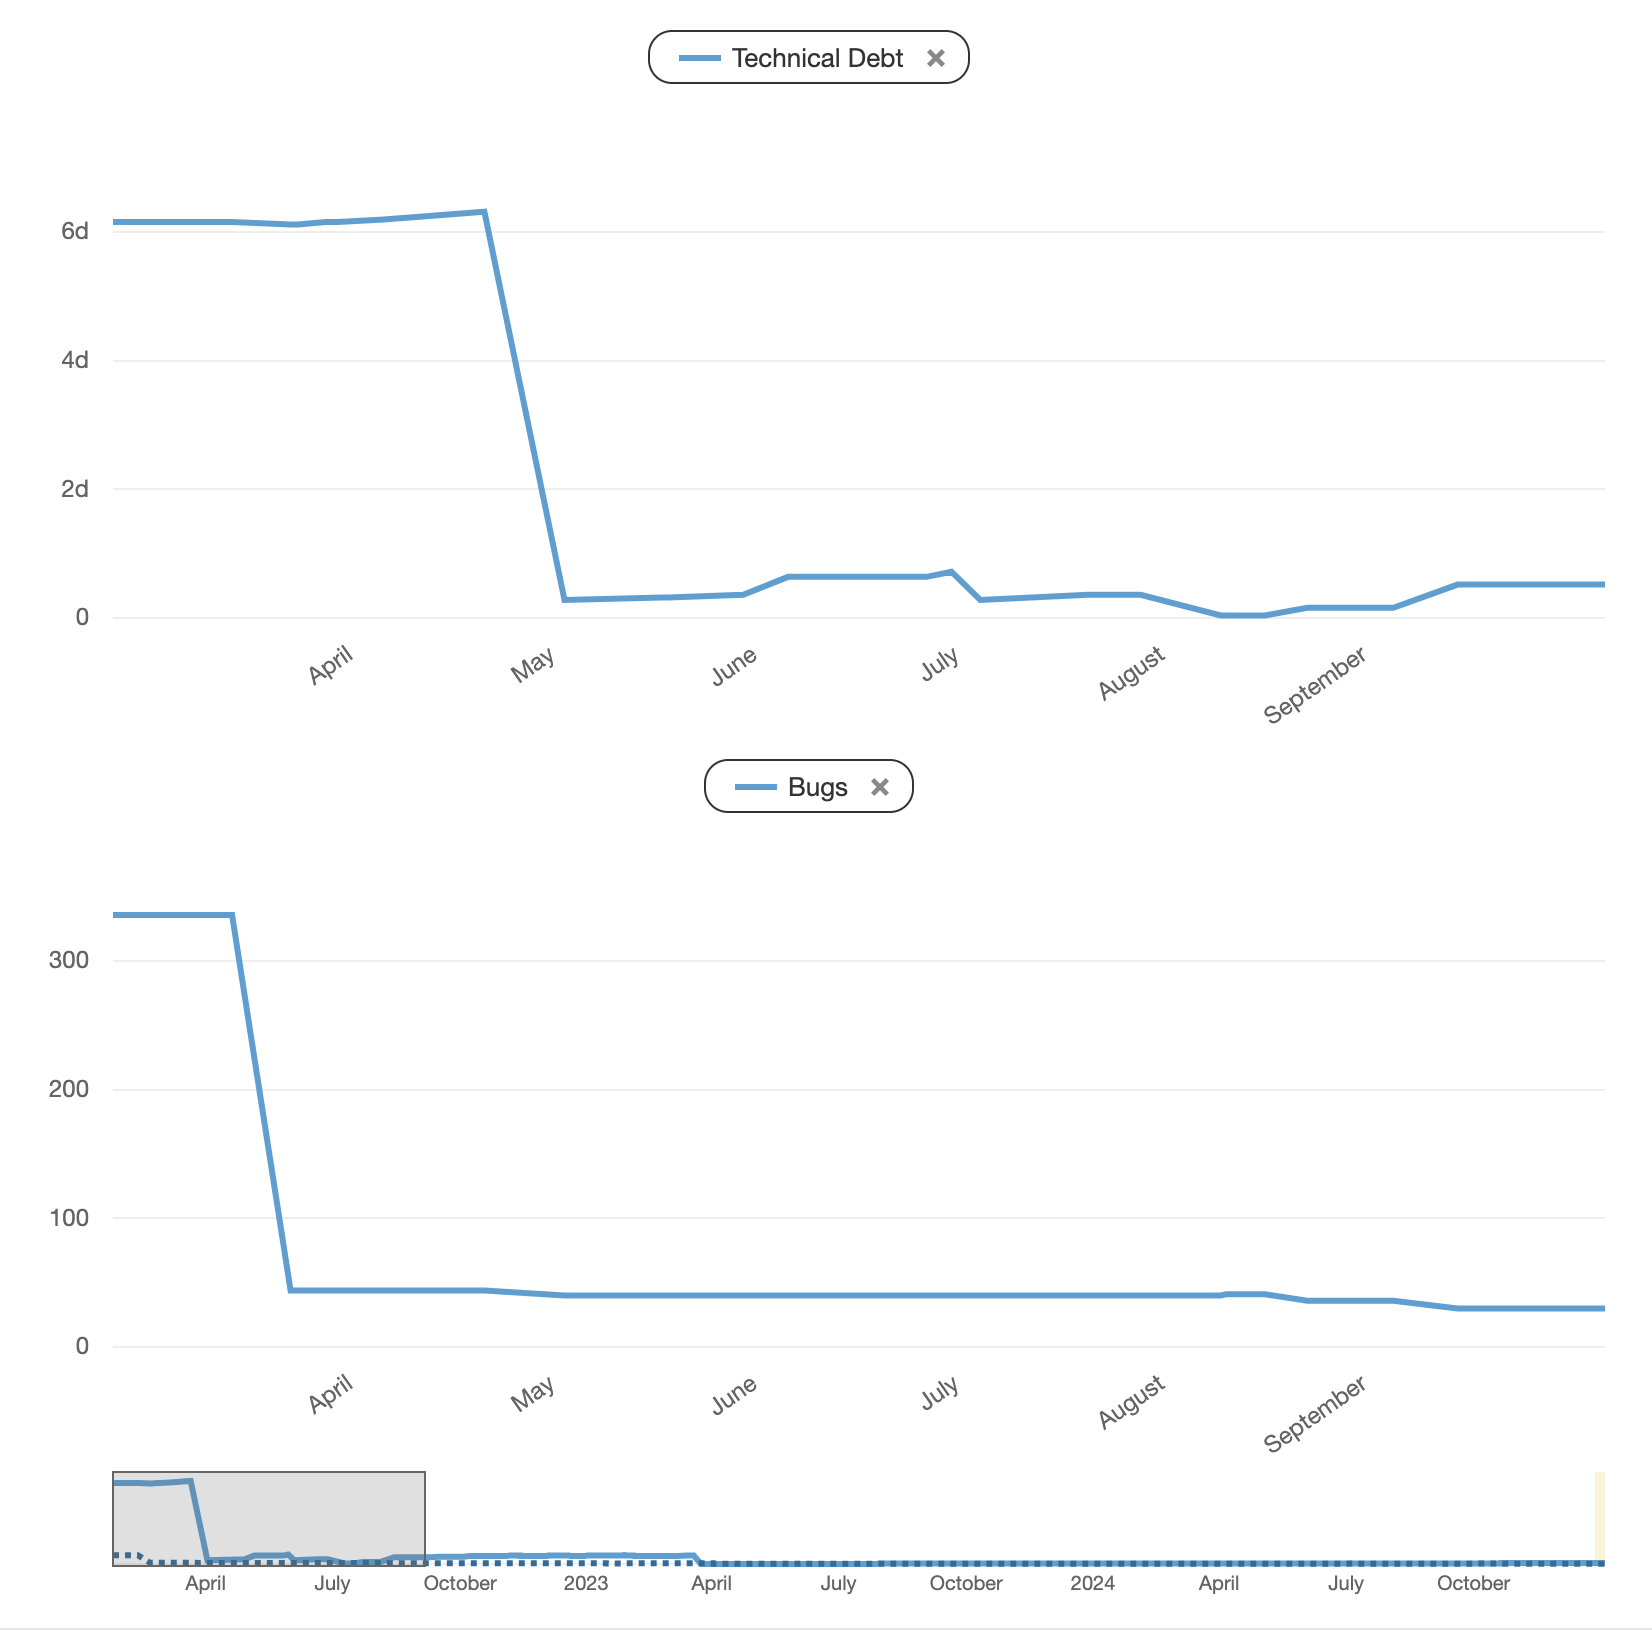 Technical Debt ×
6d
4d
2d
0
April May June July August September
Bugs ×
300
200
100
0
April May June July August September
April July October 2023 April July October 2024 April July October